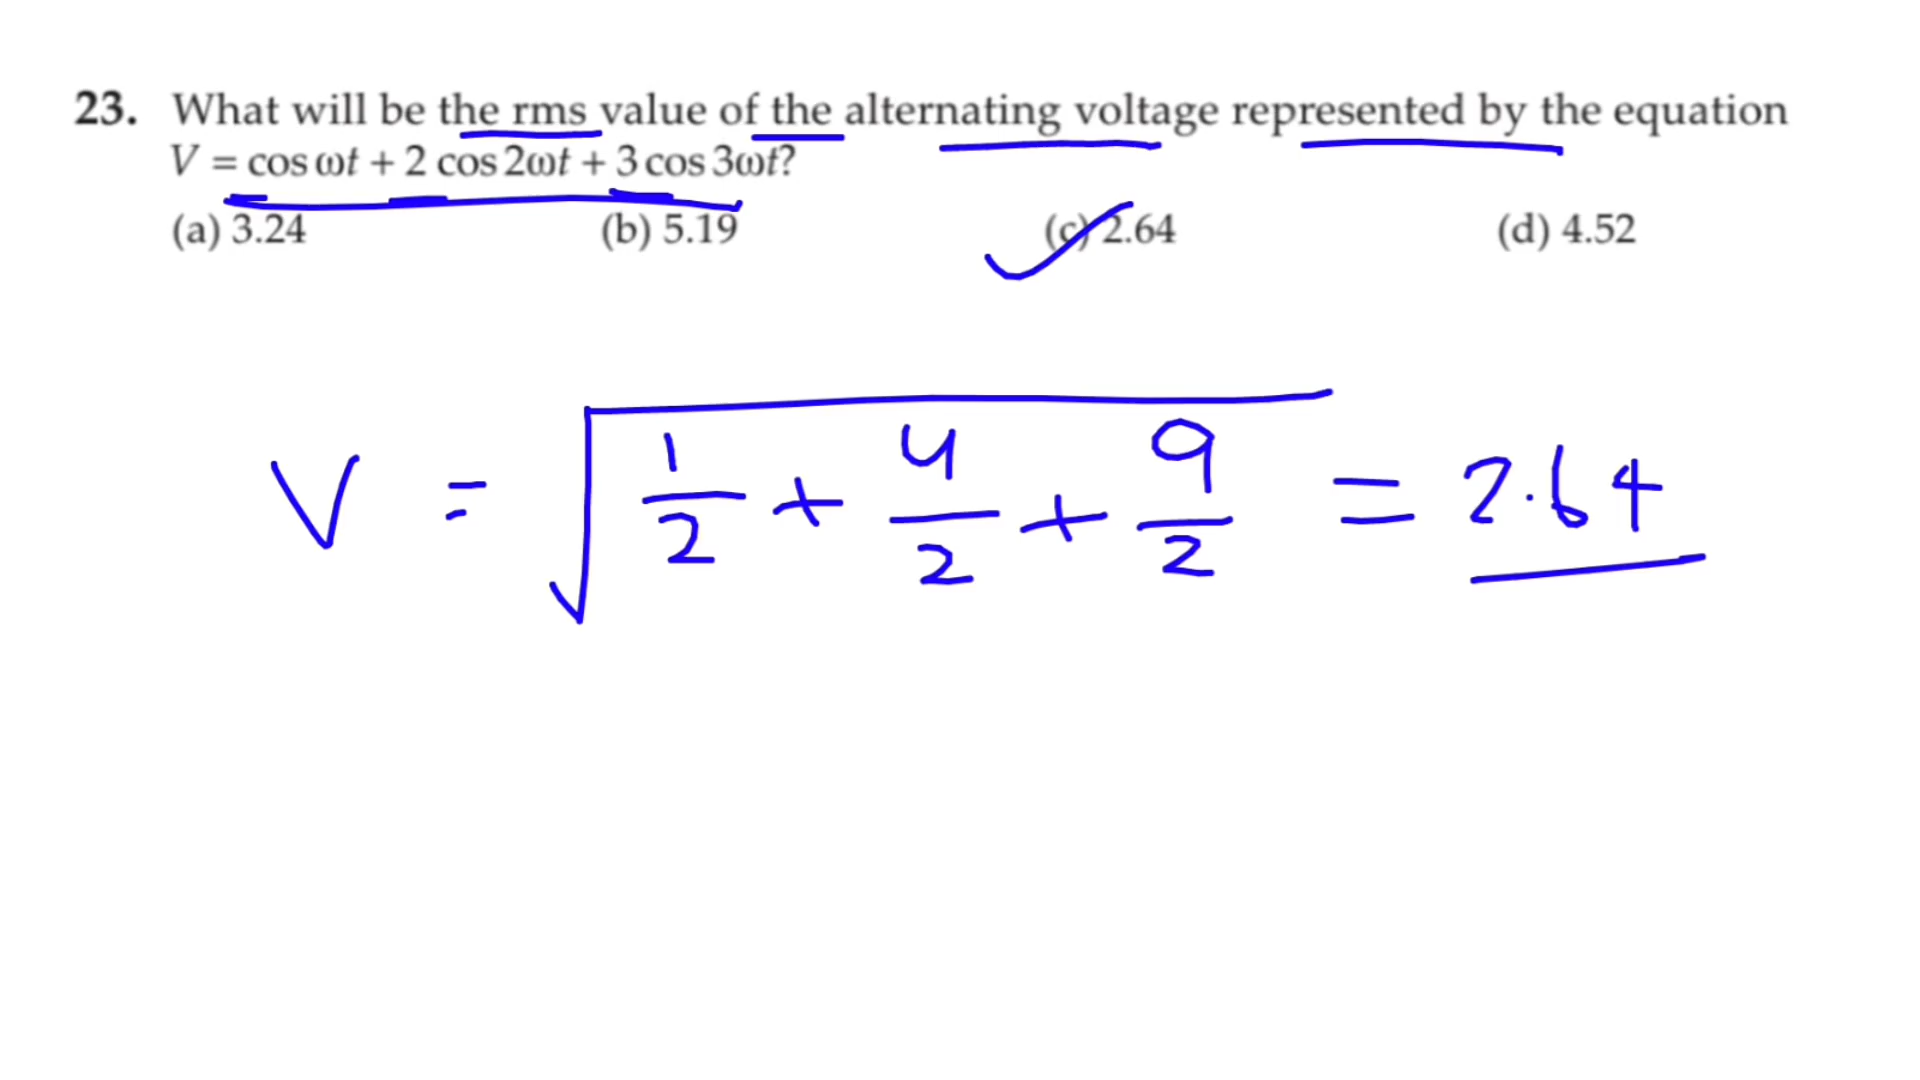 23. What will be the rms value of the alternating voltage represented by the equation
V = cos ωt + 2 cos 2ωt + 3 cos 3ωt?
(a) 3.24 (b) 5.19 (c) 2.64 (d) 4.52
V = √(1/2 + 4/2 + 9/2) = 2.64